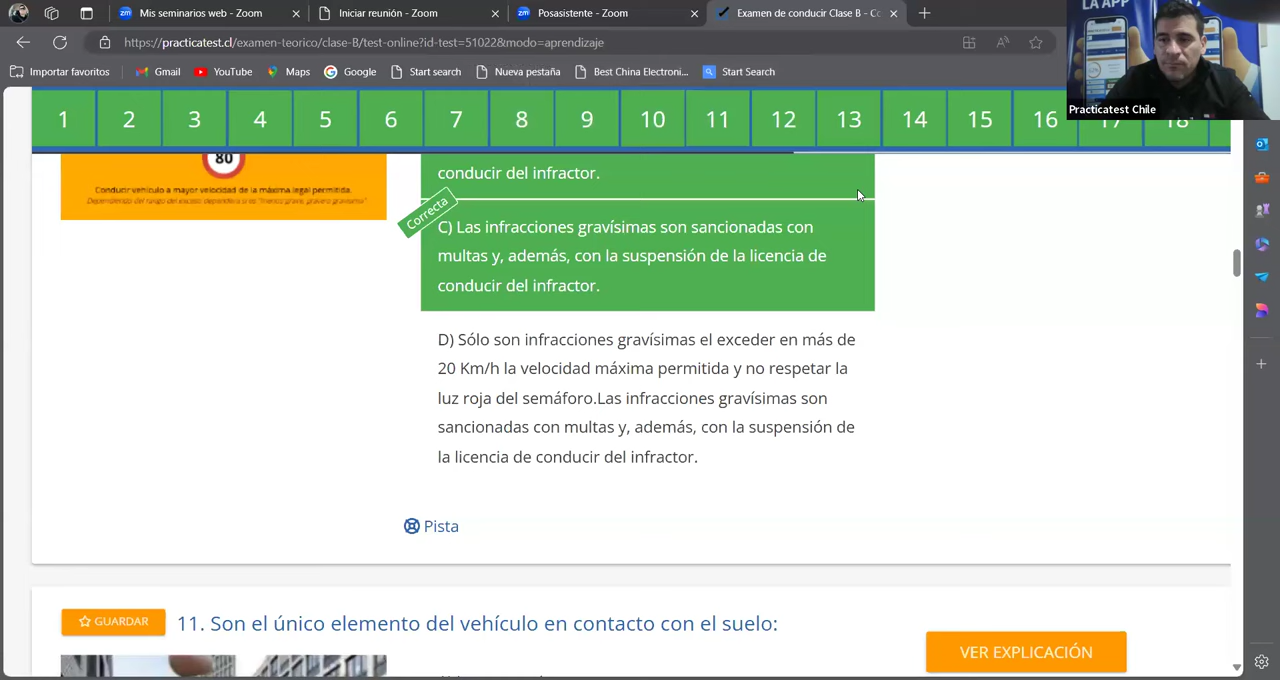 Mis seminarios web - Zoom
Iniciar reunión - Zoom
Posasistente - Zoom
Examen de conducir Clase B - Co
https://practicatest.cl/examen-teorico/clase-B/test-online?id-test=51022&modo=aprendizaje
Importar favoritos
Gmail
YouTube
Maps
Google
Start search
Nueva pestaña
Best China Electroni...
Start Search
LA APP
Practicatest Chile
1 2 3 4 5 6 7 8 9 10 11 12 13 14 15 16 17 18
80
Conducir vehículo a mayor velocidad de la máxima legal permitida.
conducir del infractor.
Correcta
C) Las infracciones gravísimas son sancionadas con
multas y, además, con la suspensión de la licencia de
conducir del infractor.
D) Sólo son infracciones gravísimas el exceder en más de
20 Km/h la velocidad máxima permitida y no respetar la
luz roja del semáforo.Las infracciones gravísimas son
sancionadas con multas y, además, con la suspensión de
la licencia de conducir del infractor.
Pista
GUARDAR
11. Son el único elemento del vehículo en contacto con el suelo:
VER EXPLICACIÓN